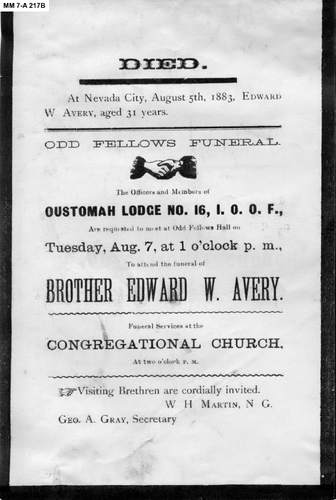 MM 7-A 217B
DIED.
At Nevada City, August 5th, 1883, EDWARD
W AVERY, aged 31 years.
ODD FELLOWS FUNERAL.
The Officers and Members of
OUSTOMAH LODGE NO. 16, I. O. O. F.,
Are requested to meet at Odd Fellows Hall on
Tuesday, Aug. 7, at 1 o'clock p. m.,
To attend the funeral of
BROTHER EDWARD W. AVERY.
Funeral Services at the
CONGREGATIONAL CHURCH.
At two o'clock P. M.
☞Visiting Brethren are cordially invited.
W H MARTIN, N G.
GEO. A. GRAY, Secretary